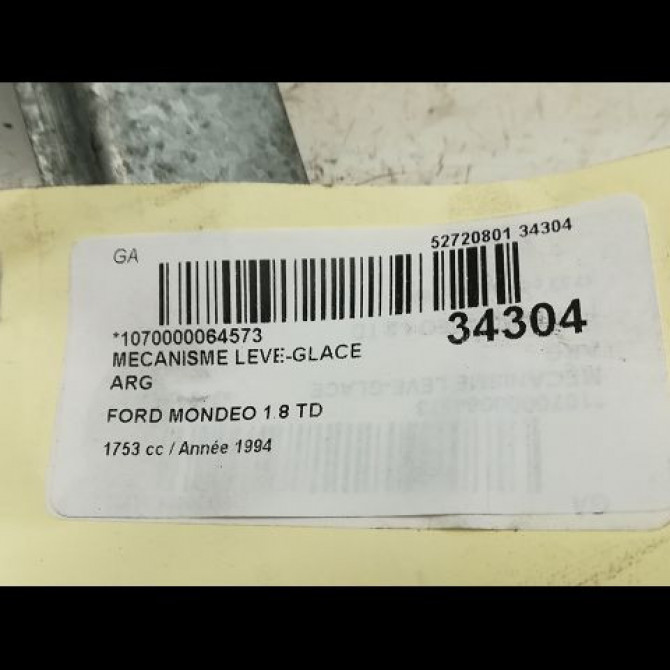 GA
52720801 34304
*1070000064573
34304
MECANISME LEVE-GLACE
ARG
FORD MONDEO 1.8 TD
1753 cc / Année 1994